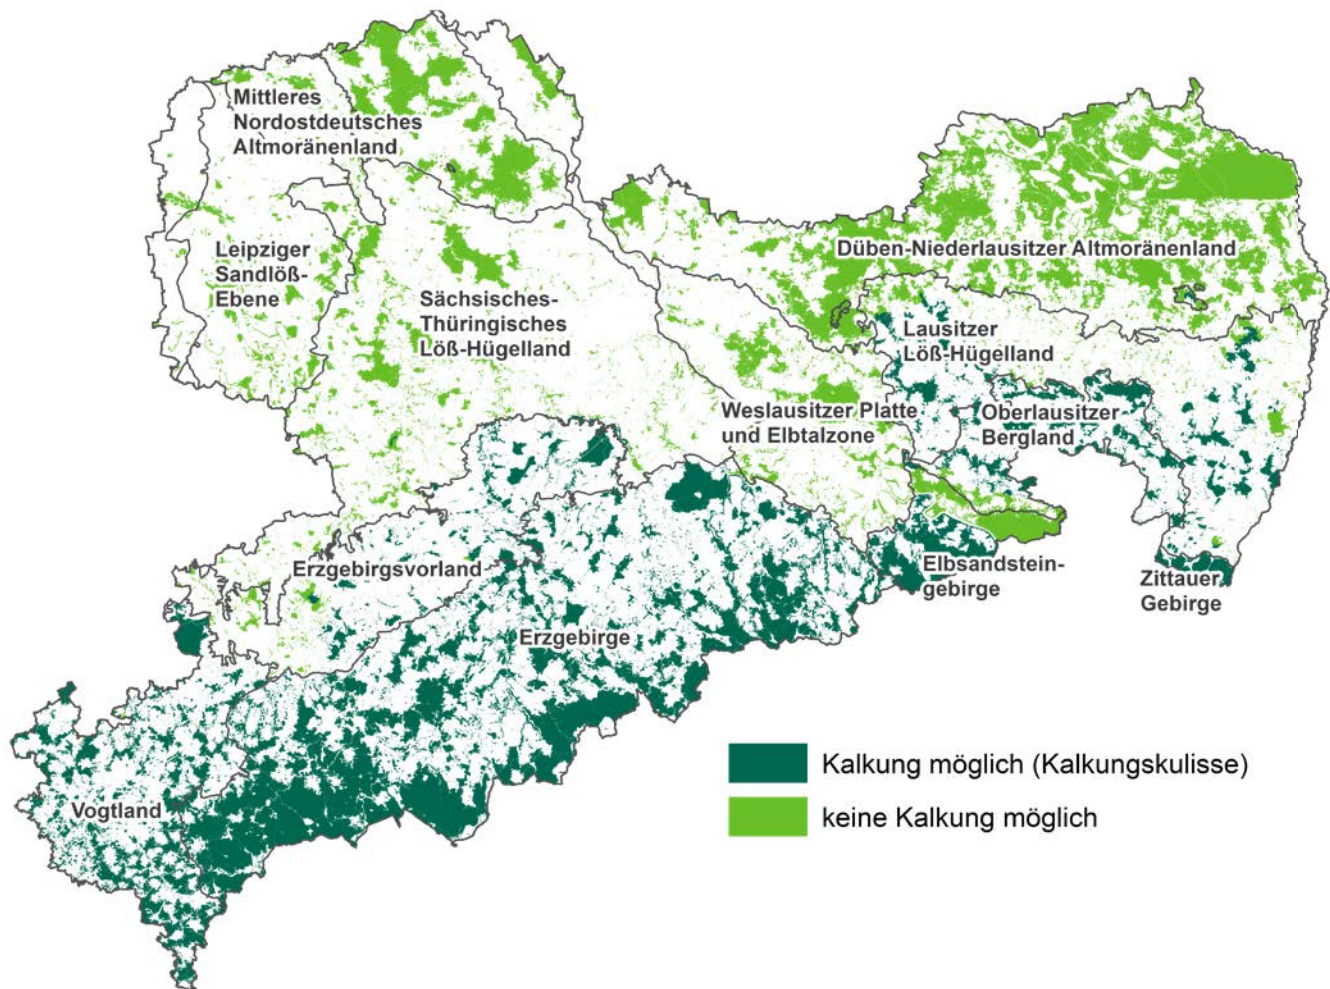 Mittleres
Nordostdeutsches
Altmoränenland
Leipziger
Sandlöß-
Ebene
Sächsisches-
Thüringisches
Löß-Hügelland
Düben-Niederlausitzer Altmoränenland
Lausitzer
Löß-Hügelland
Weslausitzer Platte
und Elbtalzone
Oberlausitzer
Bergland
Erzgebirgsvorland
Elbsandstein-
gebirge
Zittauer
Gebirge
Erzgebirge
Vogtland
Kalkung möglich (Kalkungskulisse)
keine Kalkung möglich